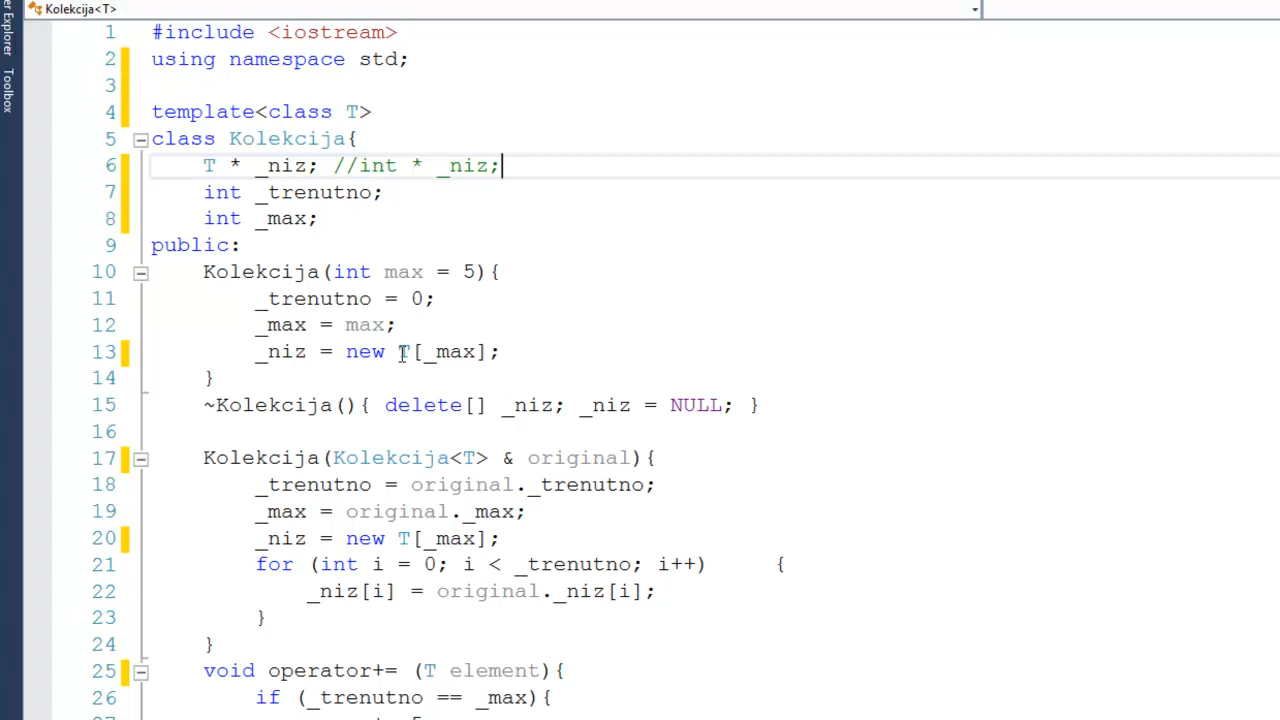 Kolekcija<T>
er Explorer
Toolbox
1 #include <iostream>
2 using namespace std;
3
4 template<class T>
5 class Kolekcija{
6 T * _niz; //int * _niz;
7 int _trenutno;
8 int _max;
9 public:
10 Kolekcija(int max = 5){
11 _trenutno = 0;
12 _max = max;
13 _niz = new T[_max];
14 }
15 ~Kolekcija(){ delete[] _niz; _niz = NULL; }
16
17 Kolekcija(Kolekcija<T> & original){
18 _trenutno = original._trenutno;
19 _max = original._max;
20 _niz = new T[_max];
21 for (int i = 0; i < _trenutno; i++) {
22 _niz[i] = original._niz[i];
23 }
24 }
25 void operator+= (T element){
26 if (_trenutno == _max){